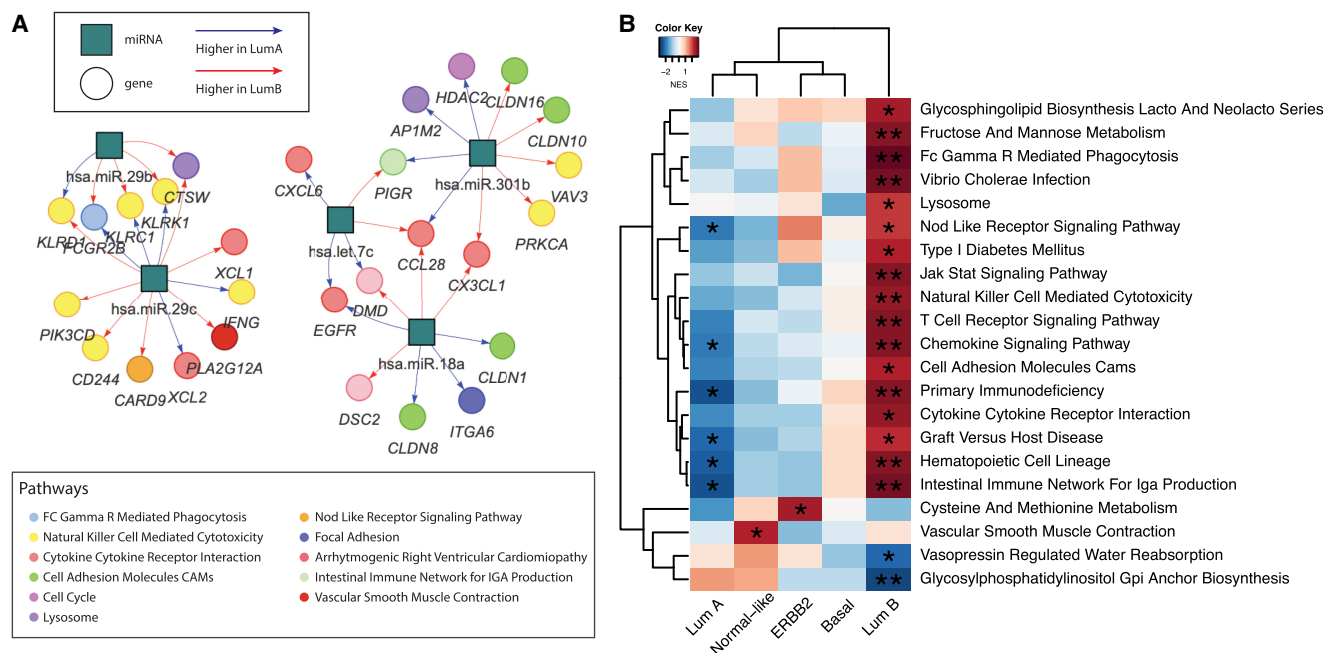 A
miRNA
Higher in LumA
gene
Higher in LumB
hsa.miR.29b
CTSW
KLRK1
KLRC1
KLRD1
FCGR2B
XCL1
hsa.miR.29c
IFNG
PIK3CD
PLA2G12A
CD244
CARD9
XCL2
HDAC2
CLDN16
AP1M2
CLDN10
CXCL6
PIGR
hsa.miR.301b
VAV3
PRKCA
hsa.let.7c
CCL28
CX3CL1
DMD
EGFR
hsa.miR.18a
CLDN1
DSC2
ITGA6
CLDN8
Pathways
FC Gamma R Mediated Phagocytosis
Natural Killer Cell Mediated Cytotoxicity
Cytokine Cytokine Receptor Interaction
Cell Adhesion Molecules CAMs
Cell Cycle
Lysosome
Nod Like Receptor Signaling Pathway
Focal Adhesion
Arrhytmogenic Right Ventricular Cardiomiopathy
Intestinal Immune Network for IGA Production
Vascular Smooth Muscle Contraction
B
Color Key
−2 1
NES
Glycosphingolipid Biosynthesis Lacto And Neolacto Series
Fructose And Mannose Metabolism
Fc Gamma R Mediated Phagocytosis
Vibrio Cholerae Infection
Lysosome
Nod Like Receptor Signaling Pathway
Type I Diabetes Mellitus
Jak Stat Signaling Pathway
Natural Killer Cell Mediated Cytotoxicity
T Cell Receptor Signaling Pathway
Chemokine Signaling Pathway
Cell Adhesion Molecules Cams
Primary Immunodeficiency
Cytokine Cytokine Receptor Interaction
Graft Versus Host Disease
Hematopoietic Cell Lineage
Intestinal Immune Network For Iga Production
Cysteine And Methionine Metabolism
Vascular Smooth Muscle Contraction
Vasopressin Regulated Water Reabsorption
Glycosylphosphatidylinositol Gpi Anchor Biosynthesis
Lum A
Normal−like
ERBB2
Basal
Lum B